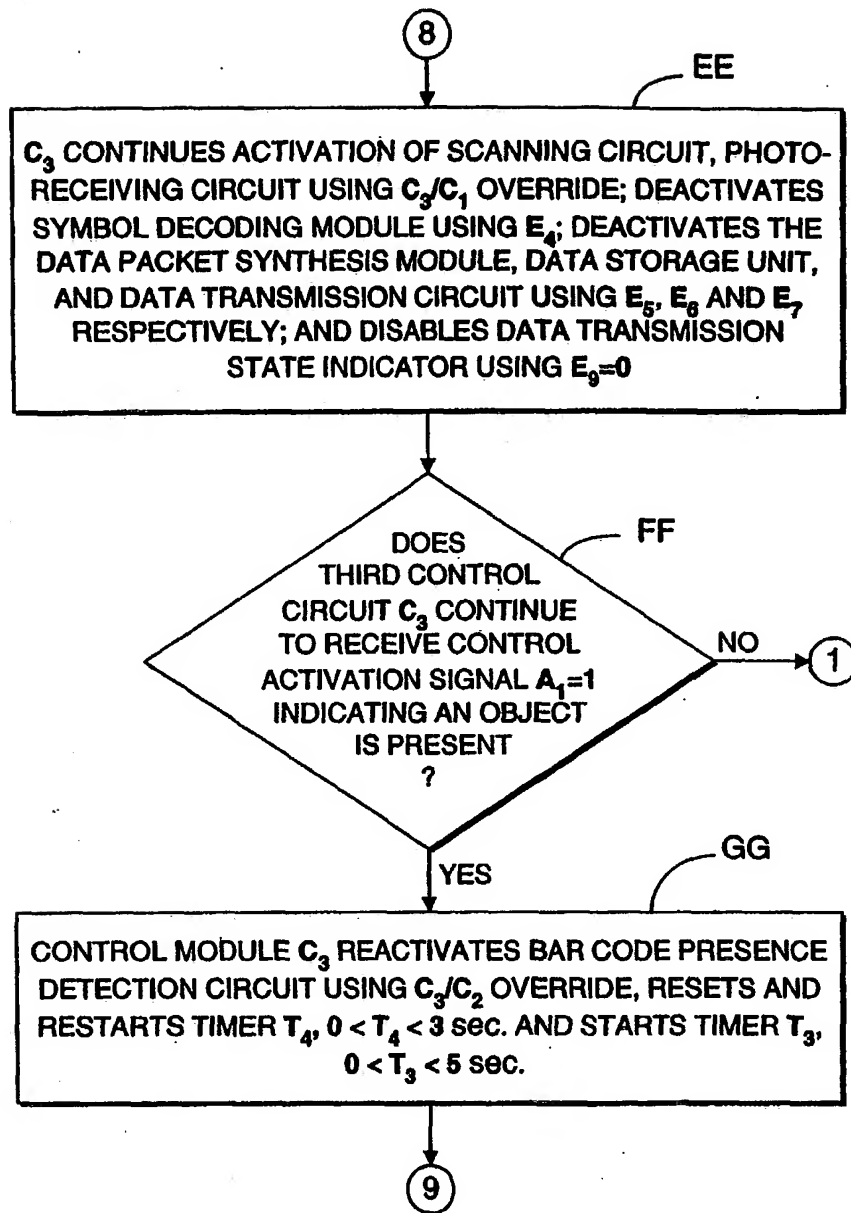 8
EE
C3 CONTINUES ACTIVATION OF SCANNING CIRCUIT, PHOTO-
RECEIVING CIRCUIT USING C3/C1 OVERRIDE; DEACTIVATES
SYMBOL DECODING MODULE USING E4; DEACTIVATES THE
DATA PACKET SYNTHESIS MODULE, DATA STORAGE UNIT,
AND DATA TRANSMISSION CIRCUIT USING E5, E6 AND E7
RESPECTIVELY; AND DISABLES DATA TRANSMISSION
STATE INDICATOR USING E9=0
FF
DOES
THIRD CONTROL
CIRCUIT C3 CONTINUE
TO RECEIVE CONTROL
ACTIVATION SIGNAL A1=1
INDICATING AN OBJECT
IS PRESENT
?
NO
1
YES
GG
CONTROL MODULE C3 REACTIVATES BAR CODE PRESENCE
DETECTION CIRCUIT USING C3/C2 OVERRIDE, RESETS AND
RESTARTS TIMER T4, 0 < T4 < 3 sec. AND STARTS TIMER T3,
0 < T3 < 5 sec.
9